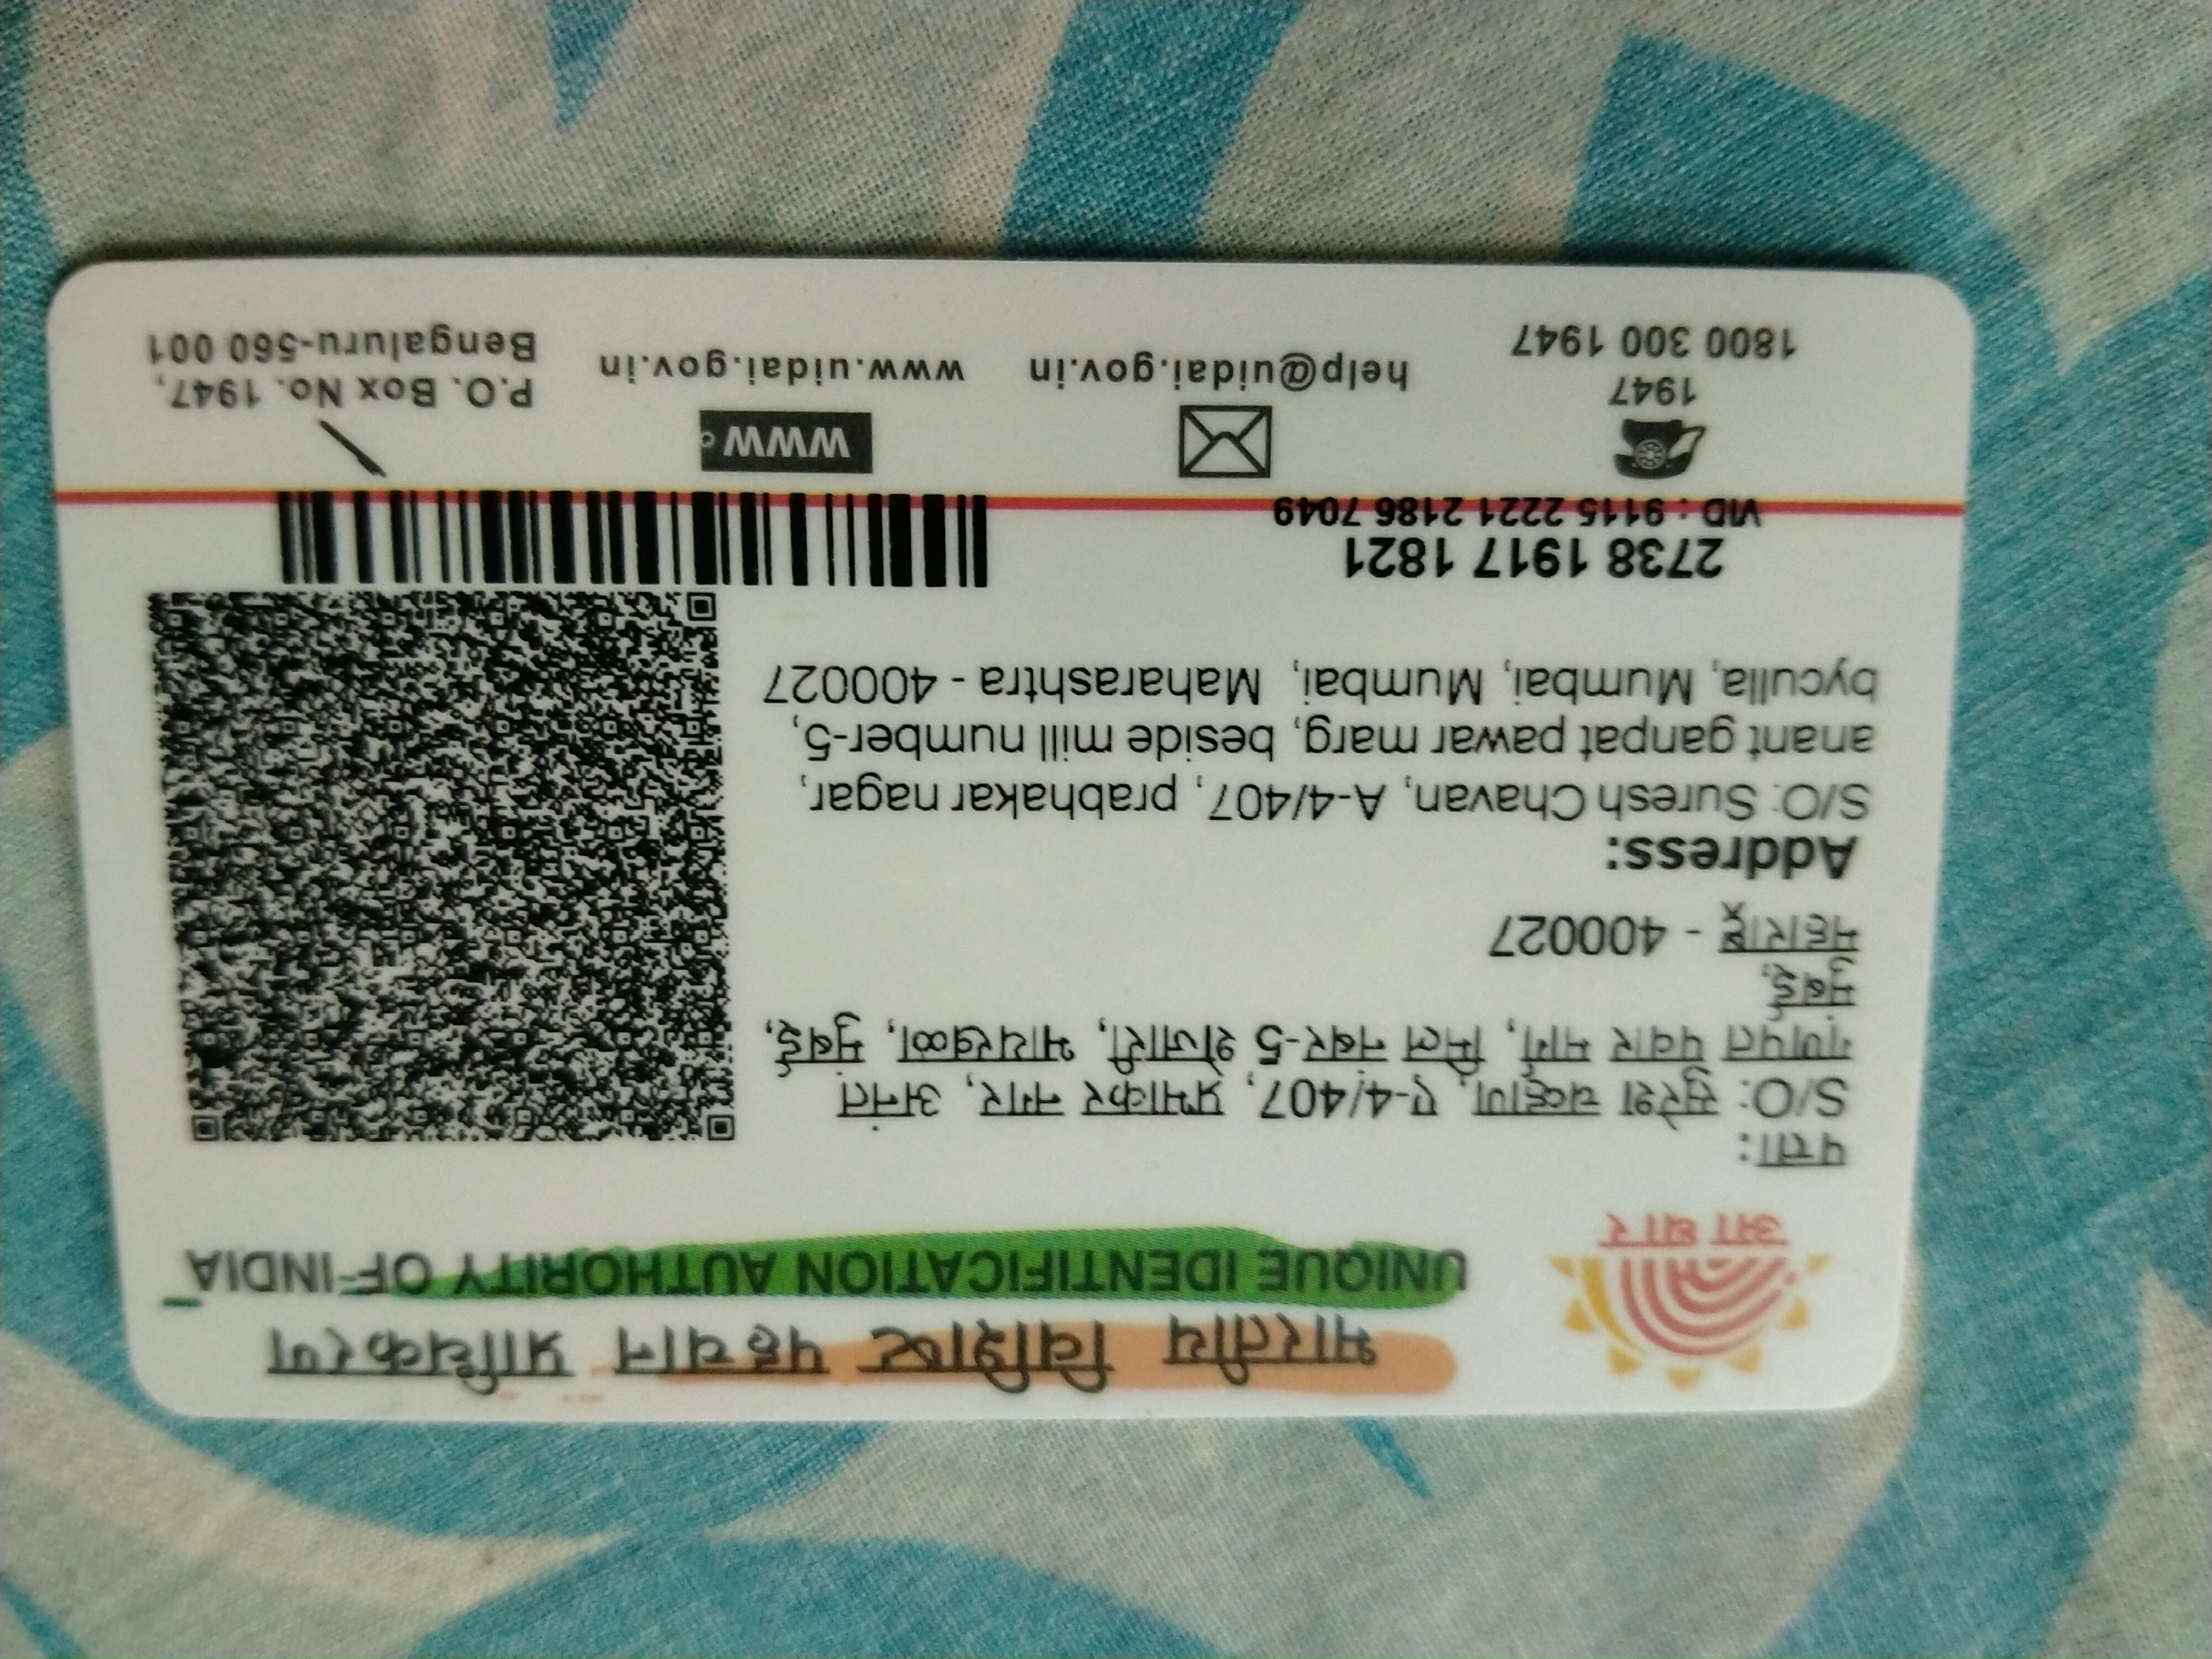 भारतीय विशिष्ट पहचान प्राधिकरण
UNIQUE IDENTIFICATION AUTHORITY OF INDIA
आधार
पत्ता:
S/O: सुरेश चव्हाण, ए-4/407, प्रभाकर नगर, अनंत
गणपत पवार मार्ग, मिल नंबर-5 शेजारी, भायखळा, मुंबई,
मुंबई,
महाराष्ट्र - 400027
Address:
S/O: Suresh Chavan, A-4/407, prabhakar nagar,
anant ganpat pawar marg, beside mill number-5,
byculla, Mumbai, Mumbai, Maharashtra - 400027
2738 1917 1821
VID : 9115 2221 2186 7049
1947
1800 300 1947
help@uidai.gov.in
WWW
www.uidai.gov.in
P.O. Box No. 1947,
Bengaluru-560 001